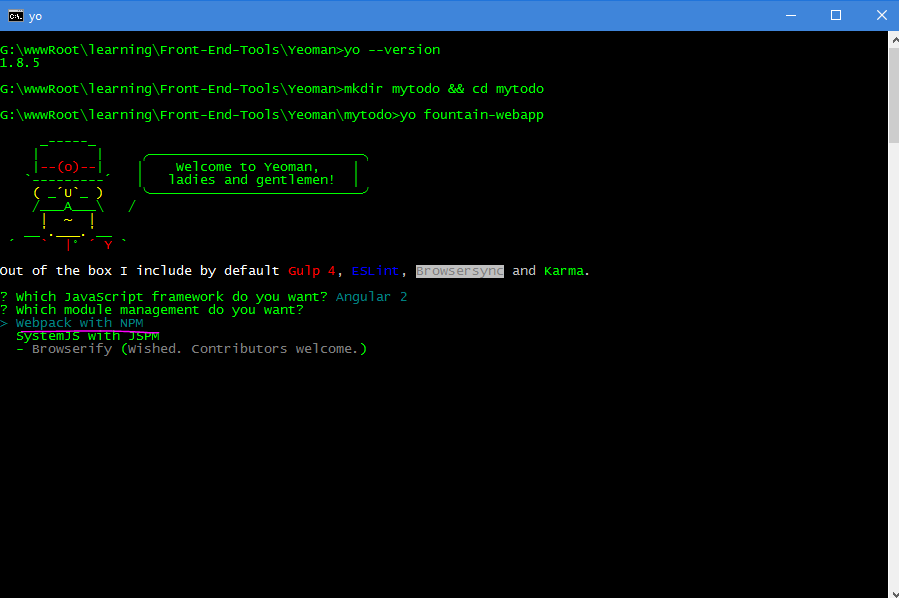 yo
G:\wwwRoot\learning\Front-End-Tools\Yeoman>yo --version
1.8.5
G:\wwwRoot\learning\Front-End-Tools\Yeoman>mkdir mytodo && cd mytodo
G:\wwwRoot\learning\Front-End-Tools\Yeoman\mytodo>yo fountain-webapp
Welcome to Yeoman,
ladies and gentlemen!
Out of the box I include by default Gulp 4, ESLint, Browsersync and Karma.
? Which JavaScript framework do you want? Angular 2
? Which module management do you want?
> Webpack with NPM
SystemJS with JSPM
- Browserify (Wished. Contributors welcome.)